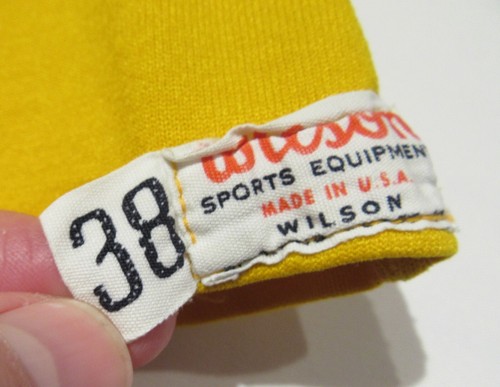 Wilson
SPORTS EQUIPMENT
MADE IN U.S.A.
WILSON
38